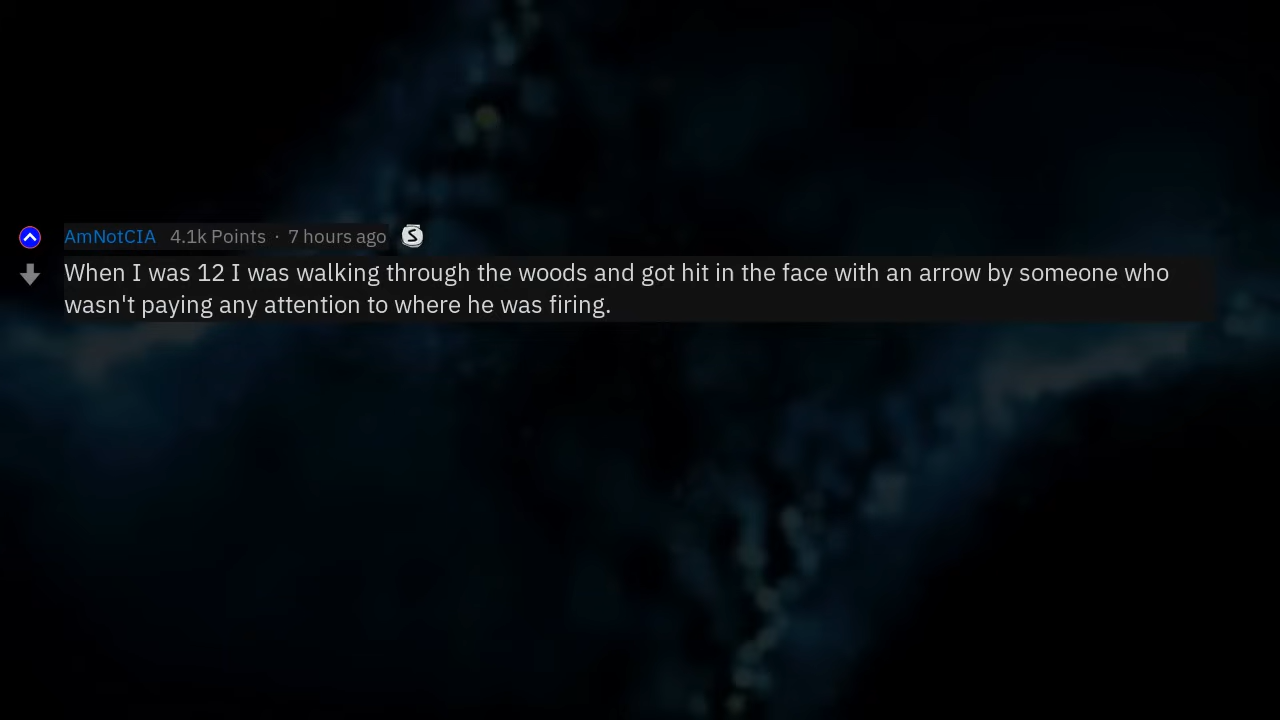 AmNotCIA 4.1k Points · 7 hours ago
When I was 12 I was walking through the woods and got hit in the face with an arrow by someone who
wasn't paying any attention to where he was firing.